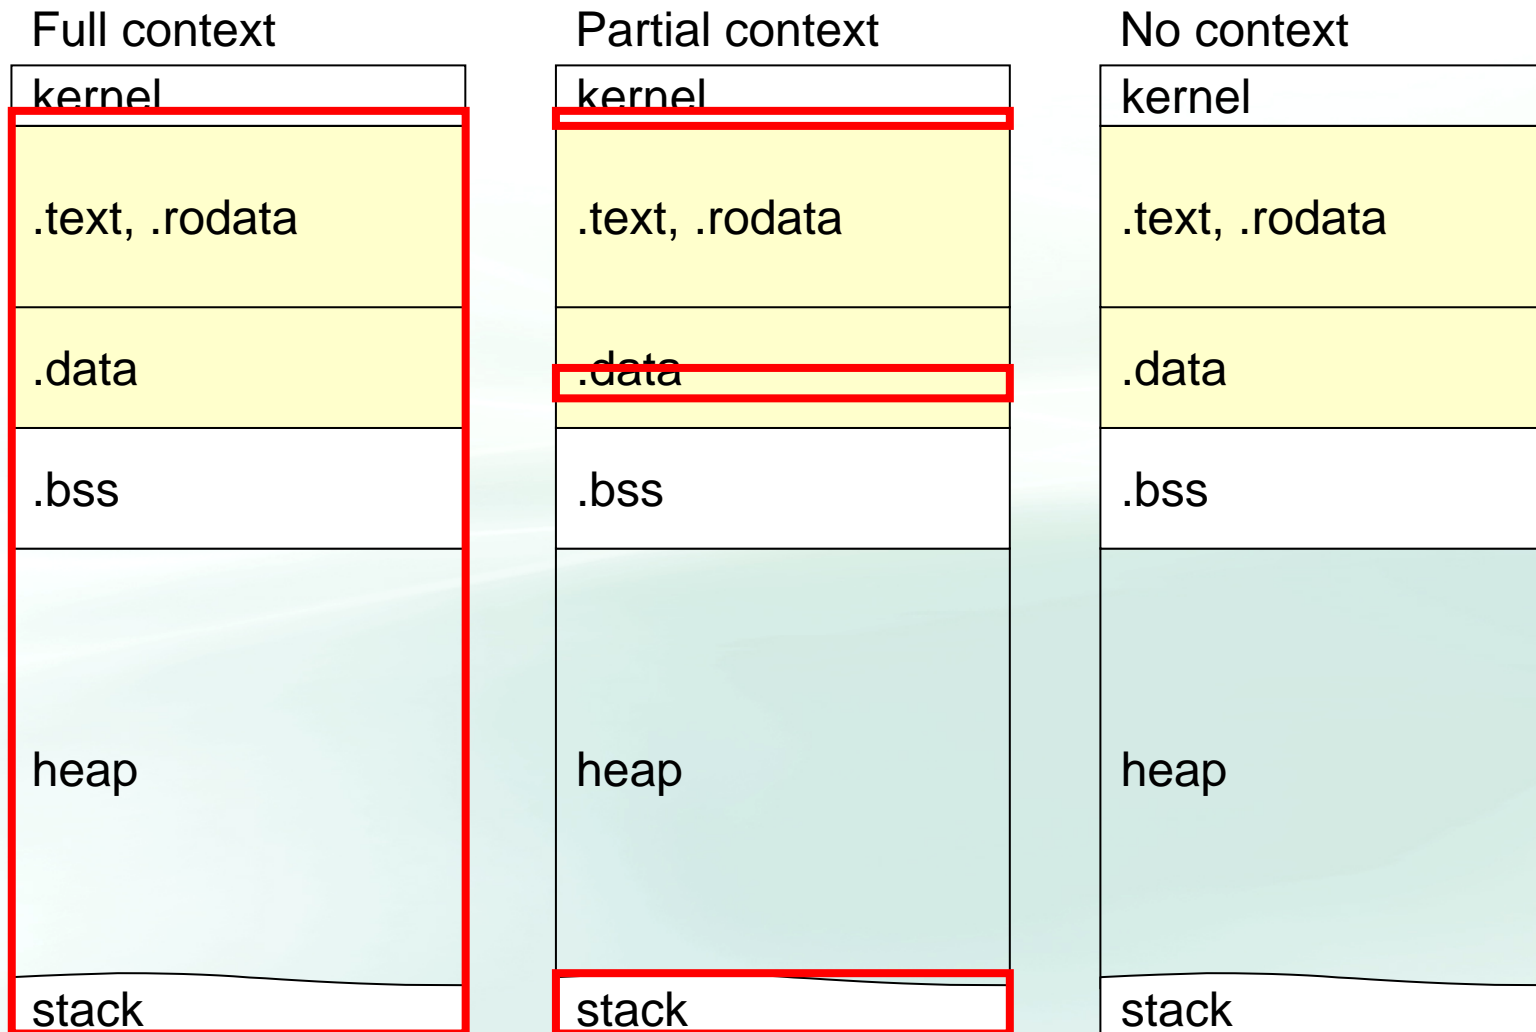 Full context
kernel
.text, .rodata
.data
.bss
heap
stack
Partial context
kernel
.text, .rodata
.data
.bss
heap
stack
No context
kernel
.text, .rodata
.data
.bss
heap
stack